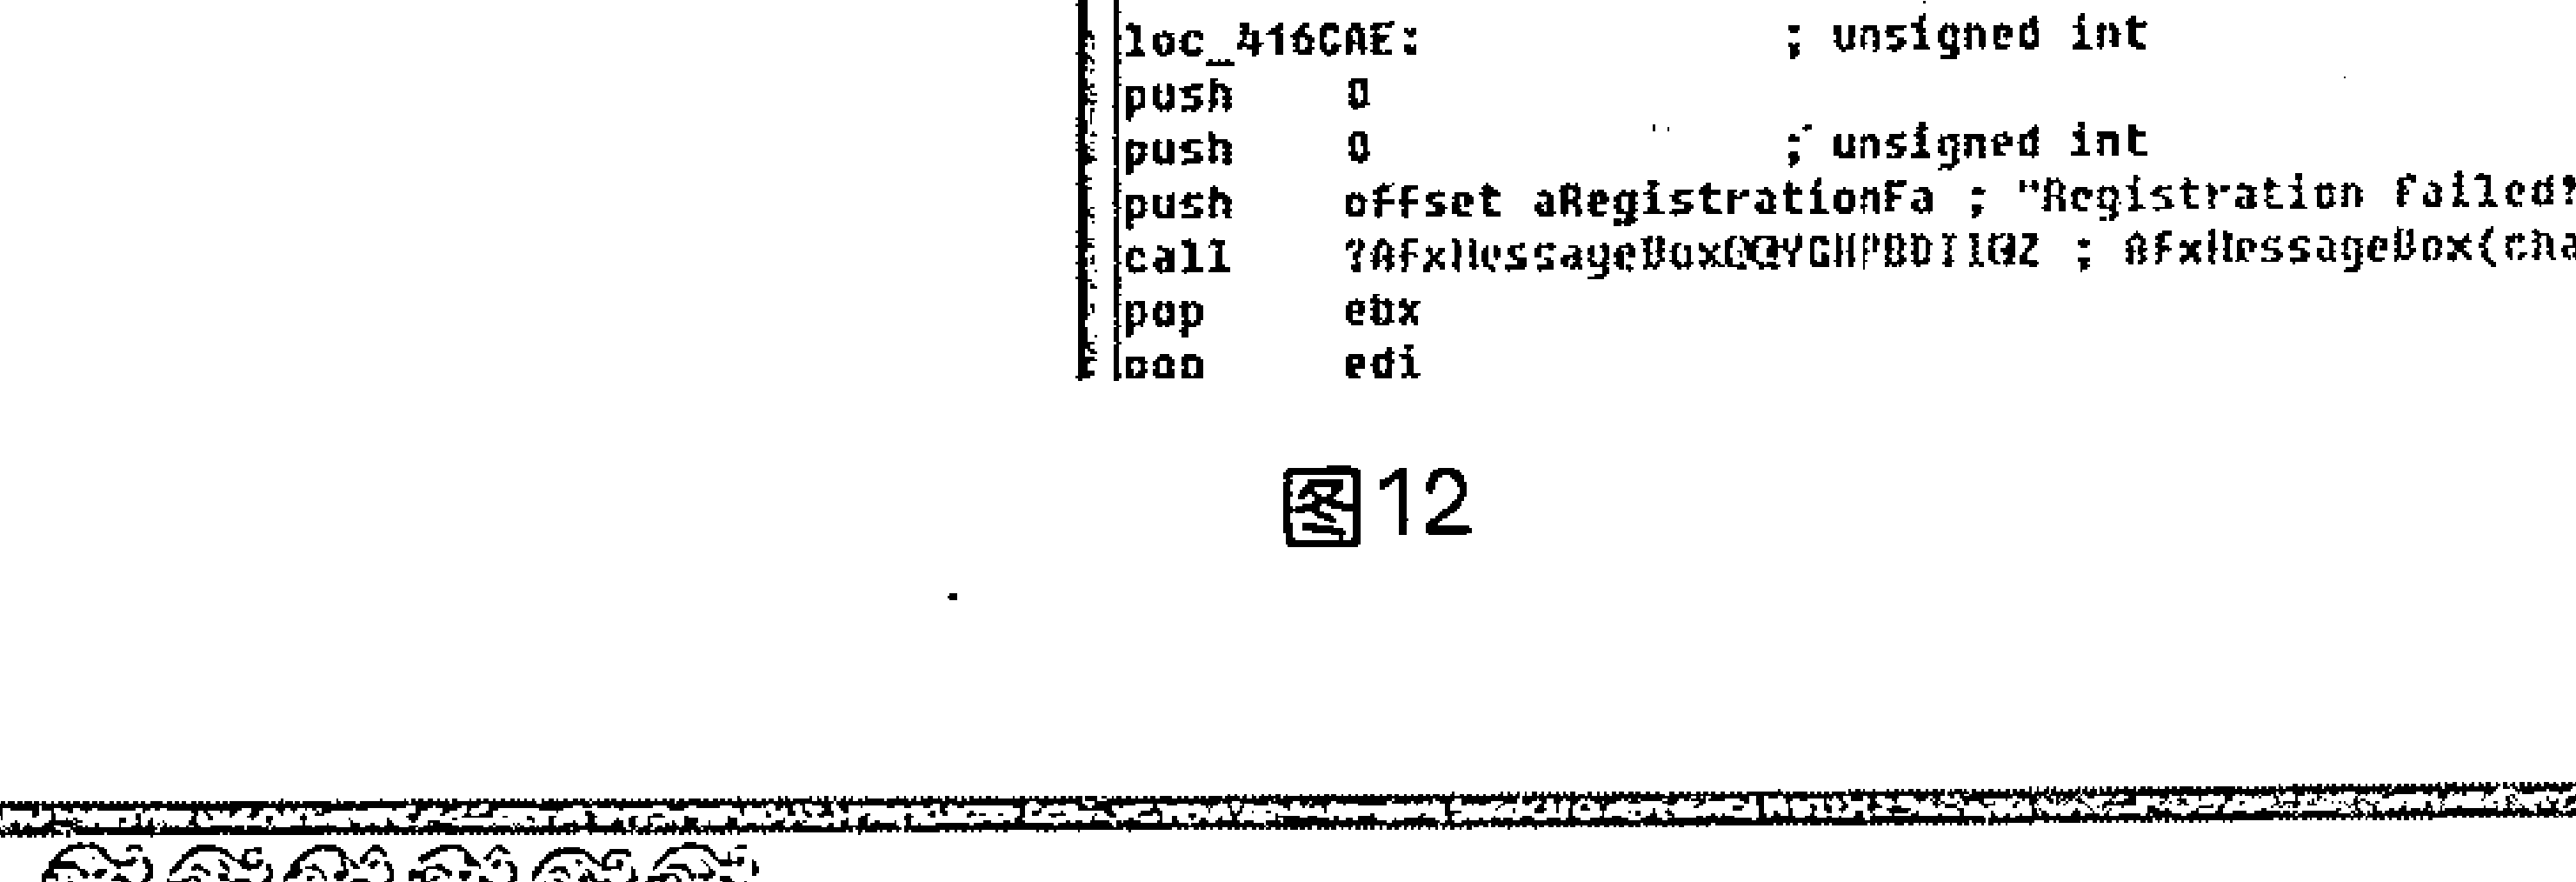 loc_416CAE: ; unsigned int
push 0
push 0 ; unsigned int
push offset aRegistrationFa ; "Registration failed?
call ?AfxMessageBox@@YGHPBDII@Z ; AfxMessageBox(cha
pop ebx
pop edi
图12